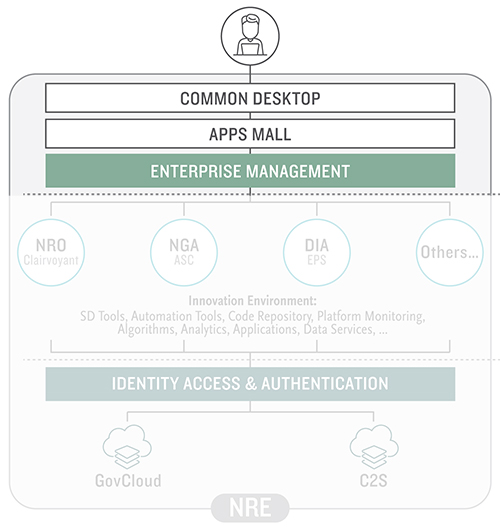 COMMON DESKTOP
APPS MALL
ENTERPRISE MANAGEMENT
NRO
Clairvoyant
NGA
ASC
DIA
EPS
Others...
Innovation Environment:
SD Tools, Automation Tools, Code Repository, Platform Monitoring,
Algorithms, Analytics, Applications, Data Services, ...
IDENTITY ACCESS & AUTHENTICATION
GovCloud
C2S
NRE